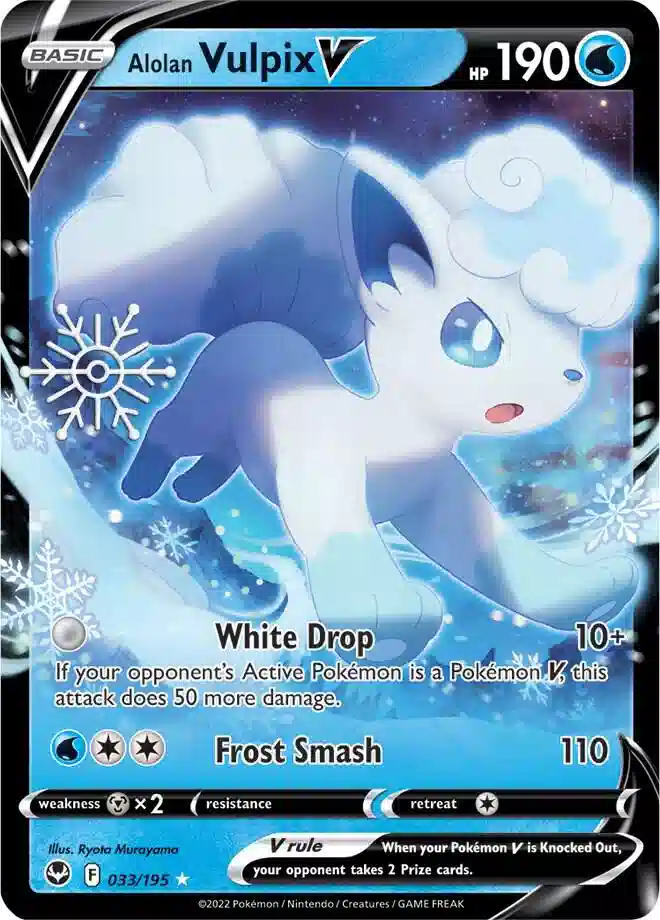 BASIC
Alolan Vulpix V
HP 190
White Drop 10+
If your opponent's Active Pokémon is a Pokémon V, this
attack does 50 more damage.
Frost Smash 110
weakness ×2 resistance retreat
Illus. Ryota Murayama
V rule When your Pokémon V is Knocked Out,
your opponent takes 2 Prize cards.
F 033/195
©2022 Pokémon / Nintendo / Creatures / GAME FREAK